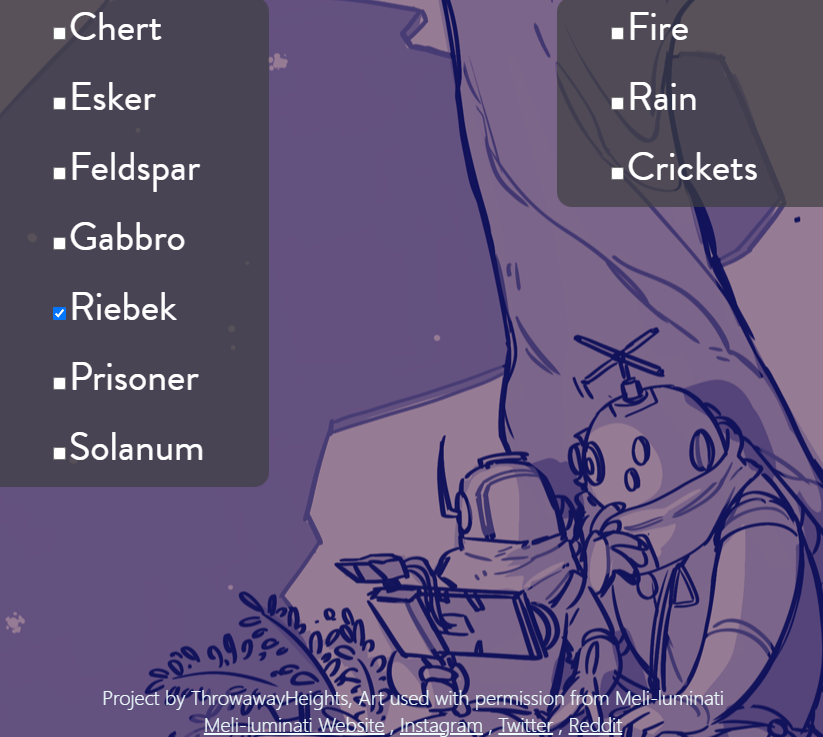 Chert
Esker
Feldspar
Gabbro
Riebek
Prisoner
Solanum
Fire
Rain
Crickets
Project by ThrowawayHeights, Art used with permission from Meli-luminati
Meli-luminati Website , Instagram , Twitter , Reddit